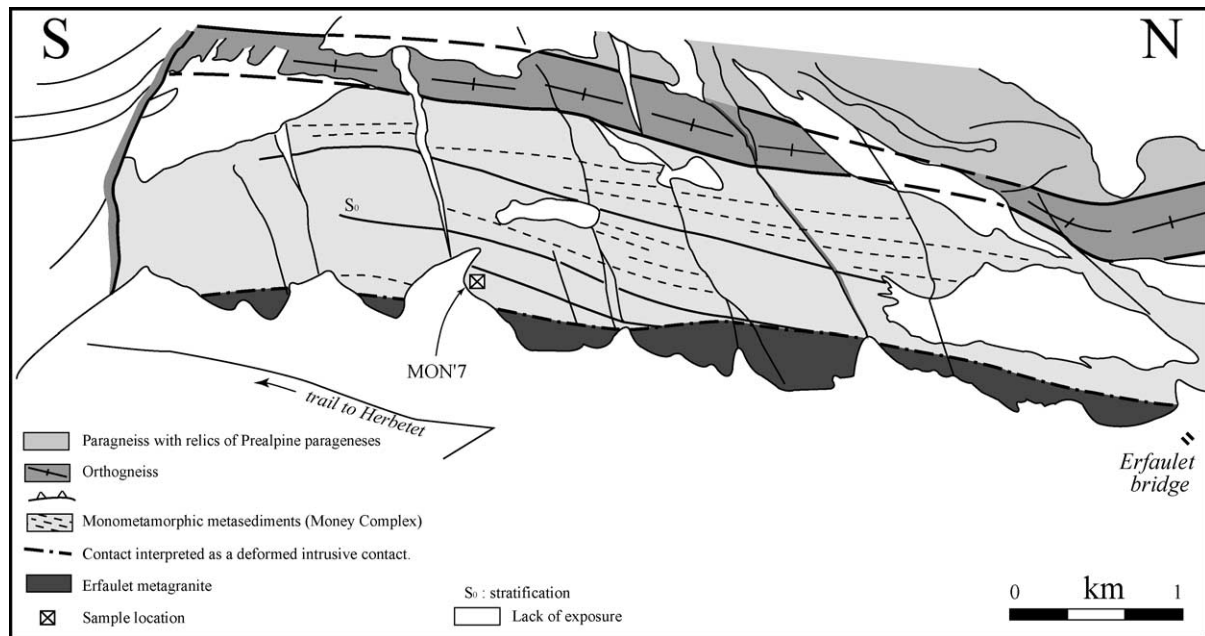 S
N
S₀
MON'7
trail to Herbetet
Erfaulet
bridge
Paragneiss with relics of Prealpine parageneses
Orthogneiss
Monometamorphic metasediments (Money Complex)
Contact interpreted as a deformed intrusive contact.
Erfaulet metagranite
Sample location
S₀ : stratification
Lack of exposure
0 km 1